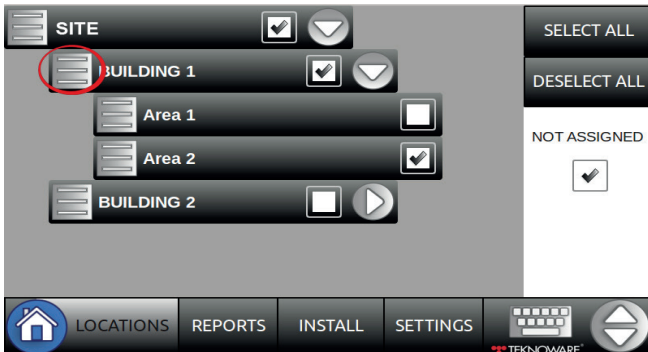 SITE
SELECT ALL
BUILDING 1
DESELECT ALL
Area 1
NOT ASSIGNED
Area 2
BUILDING 2
LOCATIONS
REPORTS
INSTALL
SETTINGS
TEKNOWARE